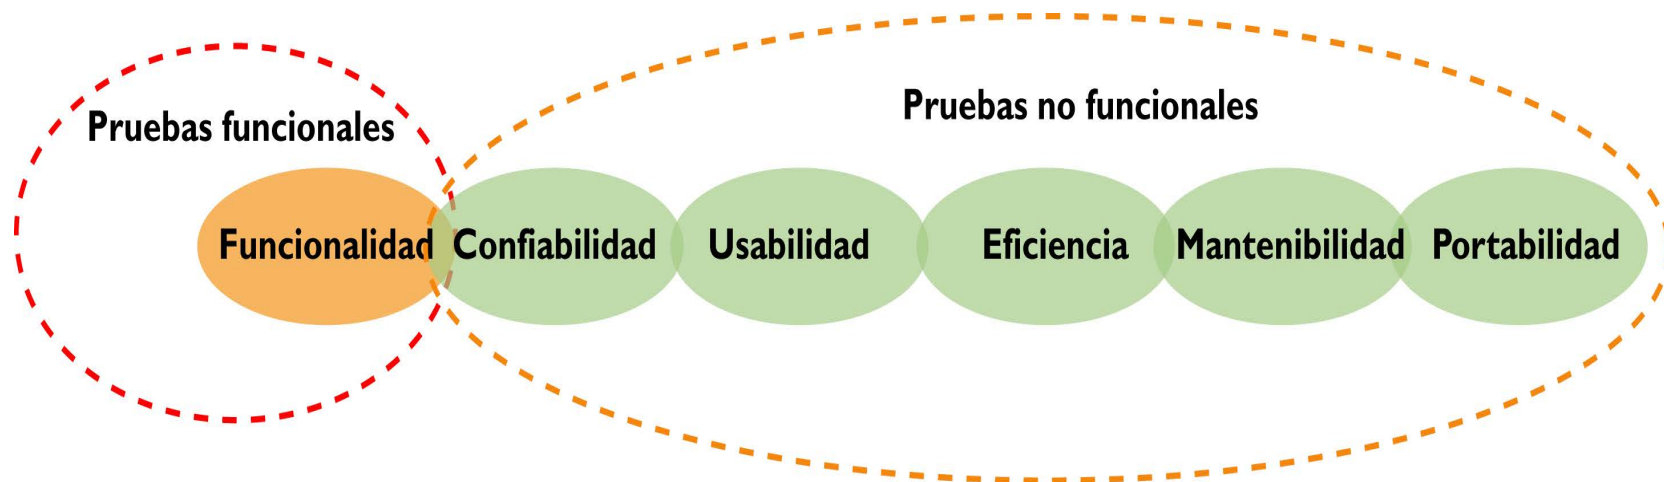 Pruebas no funcionales
Pruebas funcionales
Funcionalidad
Confiabilidad
Usabilidad
Eficiencia
Mantenibilidad
Portabilidad